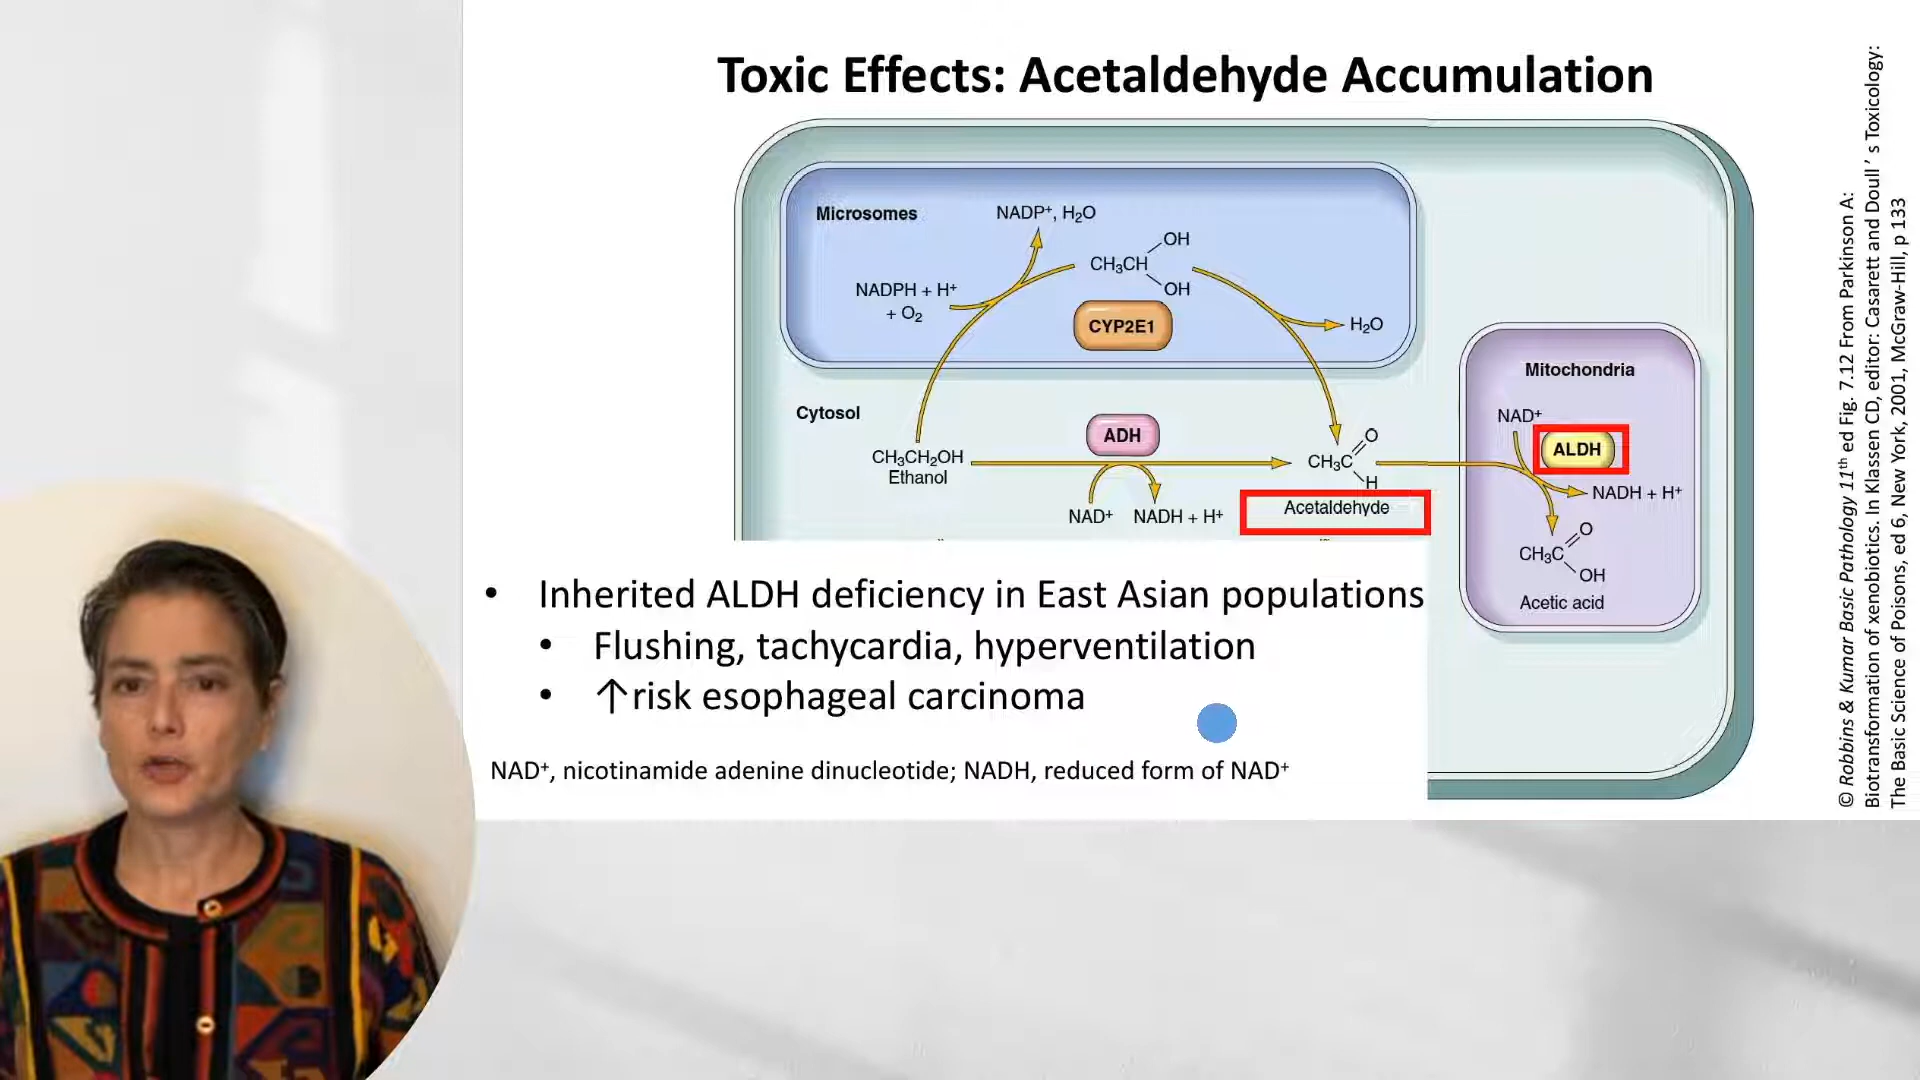 Toxic Effects: Acetaldehyde Accumulation
Microsomes
NADP⁺, H₂O
OH
CH₃CH
OH
NADPH + H⁺
+ O₂
CYP2E1
H₂O
Cytosol
ADH
CH₃CH₂OH
Ethanol
NAD⁺
NADH + H⁺
O
CH₃C
H
Acetaldehyde
Mitochondria
NAD⁺
ALDH
NADH + H⁺
O
CH₃C
OH
Acetic acid
• Inherited ALDH deficiency in East Asian populations
• Flushing, tachycardia, hyperventilation
• ↑risk esophageal carcinoma
NAD⁺, nicotinamide adenine dinucleotide; NADH, reduced form of NAD⁺
© Robbins & Kumar Basic Pathology 11ᵗʰ ed Fig. 7.12 From Parkinson A:
Biotransformation of xenobiotics. In Klassen CD, editor: Casarett and Doull ’ s Toxicology:
The Basic Science of Poisons, ed 6, New York, 2001, McGraw-Hill, p 133